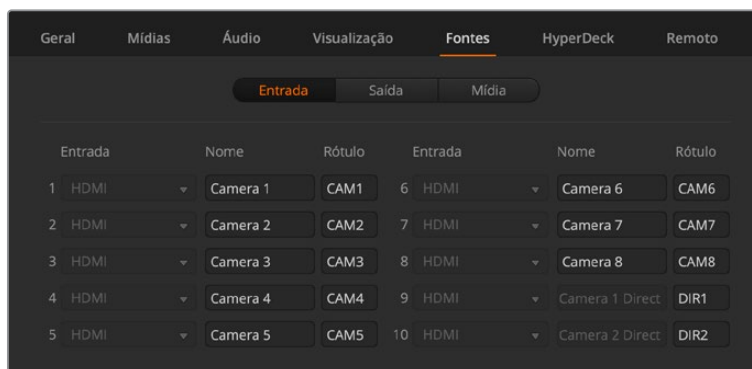 Geral Mídias Áudio Visualização Fontes HyperDeck Remoto
Entrada Saída Mídia
Entrada Nome Rótulo Entrada Nome Rótulo
1 HDMI Camera 1 CAM1 6 HDMI Camera 6 CAM6
2 HDMI Camera 2 CAM2 7 HDMI Camera 7 CAM7
3 HDMI Camera 3 CAM3 8 HDMI Camera 8 CAM8
4 HDMI Camera 4 CAM4 9 HDMI Camera 1 Direct DIR1
5 HDMI Camera 5 CAM5 10 HDMI Camera 2 Direct DIR2